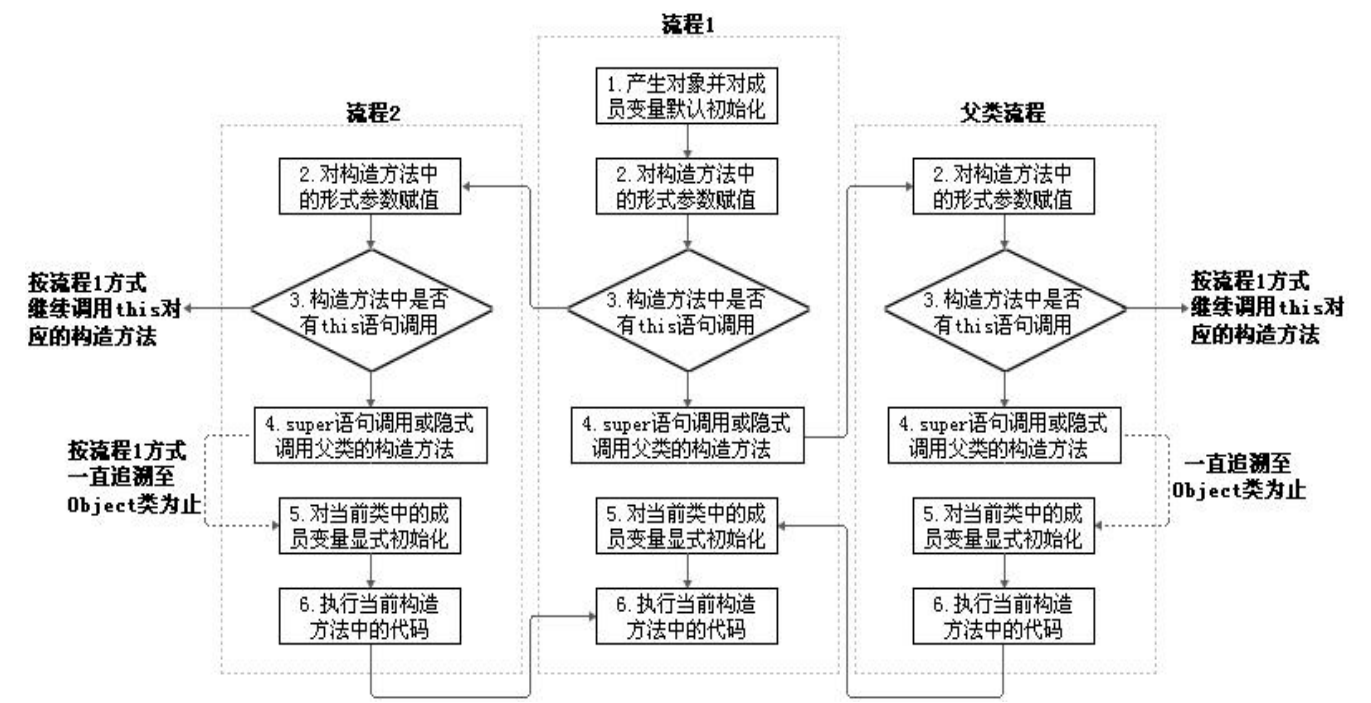 流程1
1.产生对象并对成
员变量默认初始化
2.对构造方法中
的形式参数赋值
3.构造方法中是否
有this语句调用
4.super语句调用或隐式
调用父类的构造方法
5.对当前类中的成
员变量显式初始化
6.执行当前构造
方法中的代码
流程2
2.对构造方法中
的形式参数赋值
3.构造方法中是否
有this语句调用
按流程1方式
继续调用this对
应的构造方法
4.super语句调用或隐式
调用父类的构造方法
按流程1方式
一直追溯至
Object类为止
5.对当前类中的成
员变量显式初始化
6.执行当前构造
方法中的代码
父类流程
2.对构造方法中
的形式参数赋值
3.构造方法中是否
有this语句调用
按流程1方式
继续调用this对
应的构造方法
4.super语句调用或隐式
调用父类的构造方法
一直追溯至
Object类为止
5.对当前类中的成
员变量显式初始化
6.执行当前构造
方法中的代码